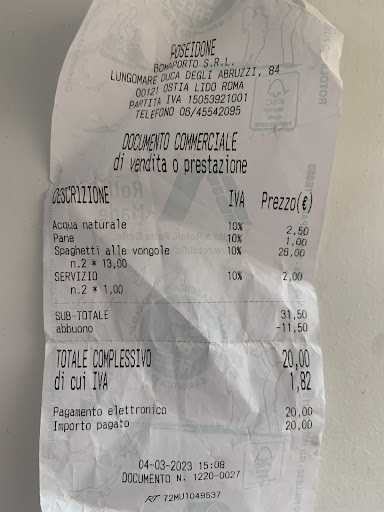 POSEIDONE
BONAPORTO S.R.L.
LUNGOMARE DUCA DEGLI ABRUZZI, 84
00121 OSTIA LIDO ROMA
PARTITA IVA 15053921001
TELEFONO 06/45542095
DOCUMENTO COMMERCIALE
di vendita o prestazione
DESCRIZIONE IVA Prezzo(€)
Acqua naturale 10% 2,50
Pane 10% 1,00
Spaghetti alle vongole 10% 26,00
n.2 * 13,00
SERVIZIO 10% 2,00
n.2 * 1,00
SUB-TOTALE 31,50
abbuono -11,50
TOTALE COMPLESSIVO 20,00
di cui IVA 1,82
Pagamento elettronico 20,00
Importo pagato 20,00
04-03-2023 15:08
DOCUMENTO N. 1220-0027
RT 72MU1049537